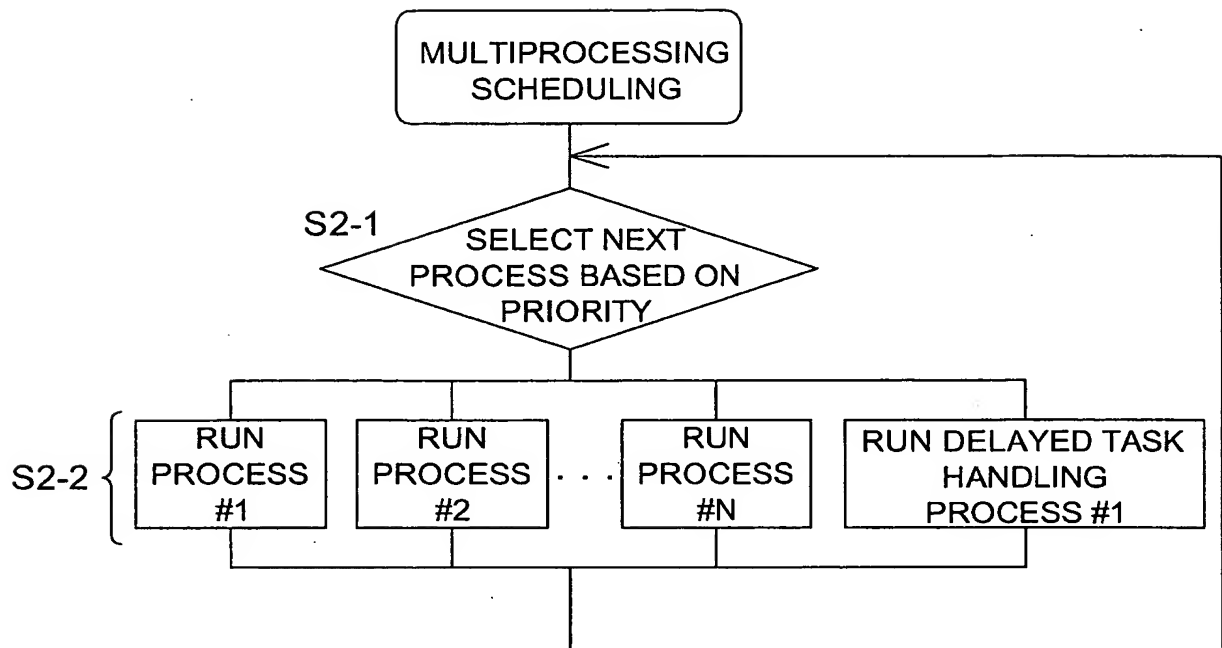 MULTIPROCESSING
SCHEDULING
S2-1
SELECT NEXT
PROCESS BASED ON
PRIORITY
S2-2
RUN
PROCESS
#1
RUN
PROCESS
#2
. . .
RUN
PROCESS
#N
RUN DELAYED TASK
HANDLING
PROCESS #1